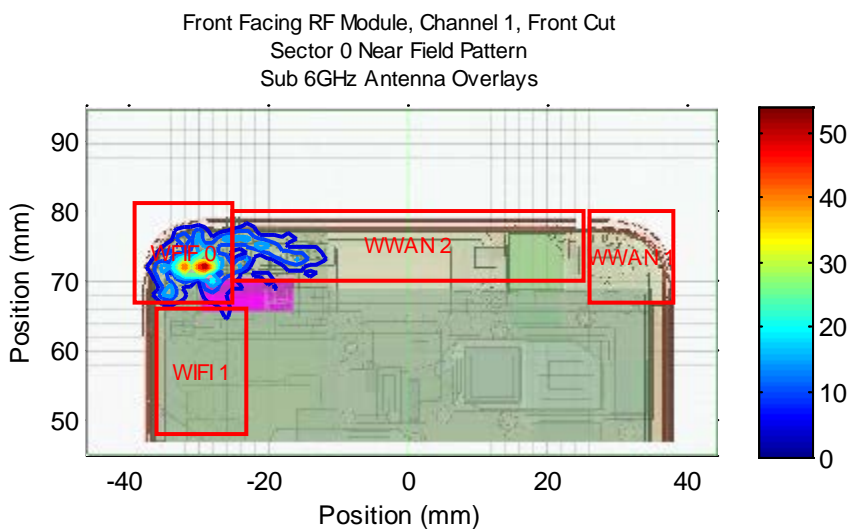 Front Facing RF Module, Channel 1, Front Cut
Sector 0 Near Field Pattern
Sub 6GHz Antenna Overlays
Position (mm)
90
80
70
60
50
WIFI 0
WWAN 2
WWAN 1
WIFI 1
-40
-20
0
20
40
Position (mm)
50
40
30
20
10
0